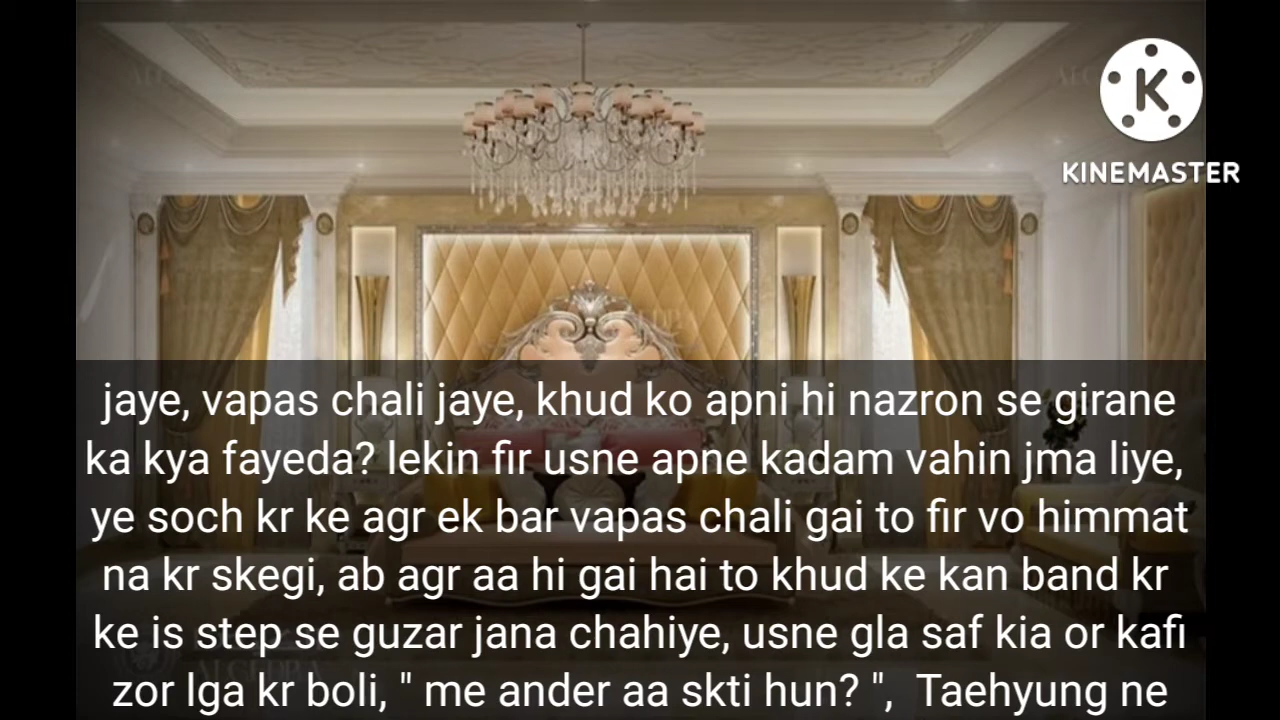 KINEMASTER
jaye, vapas chali jaye, khud ko apni hi nazron se girane
ka kya fayeda? lekin fir usne apne kadam vahin jma liye,
ye soch kr ke agr ek bar vapas chali gai to fir vo himmat
na kr skegi, ab agr aa hi gai hai to khud ke kan band kr
ke is step se guzar jana chahiye, usne gla saf kia or kafi
zor lga kr boli, " me ander aa skti hun? ",  Taehyung ne